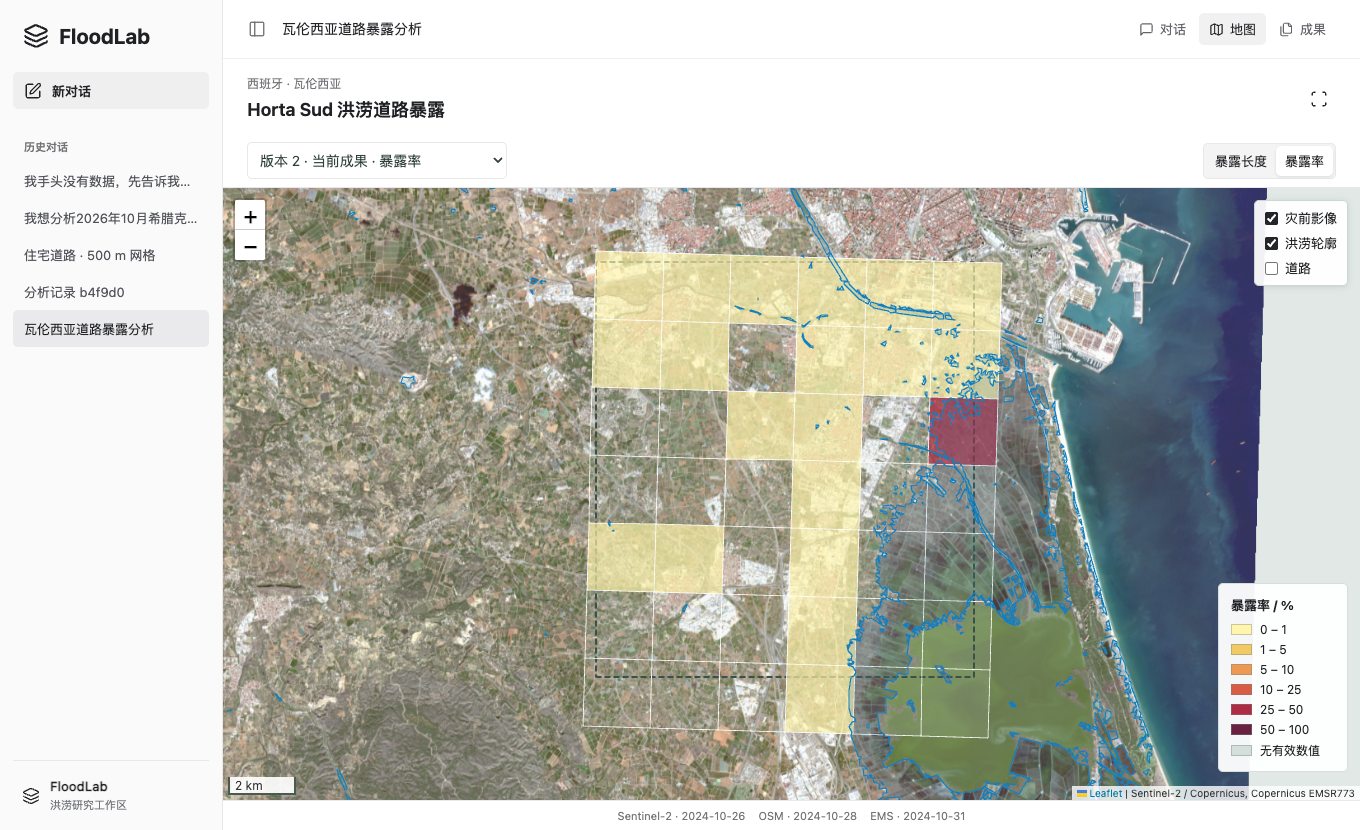 FloodLab
新对话
历史对话
我手头没有数据，先告诉我...
我想分析2026年10月希腊克...
住宅道路 · 500 m 网格
分析记录 b4f9d0
瓦伦西亚道路暴露分析
FloodLab
洪涝研究工作区
瓦伦西亚道路暴露分析
对话
地图
成果
西班牙 · 瓦伦西亚
Horta Sud 洪涝道路暴露
版本 2 · 当前成果 · 暴露率
暴露长度
暴露率
+
−
灾前影像
洪涝轮廓
道路
暴露率 / %
0 – 1
1 – 5
5 – 10
10 – 25
25 – 50
50 – 100
无有效数值
2 km
Leaflet | Sentinel-2 / Copernicus, Copernicus EMSR773
Sentinel-2 · 2024-10-26 OSM · 2024-10-28 EMS · 2024-10-31